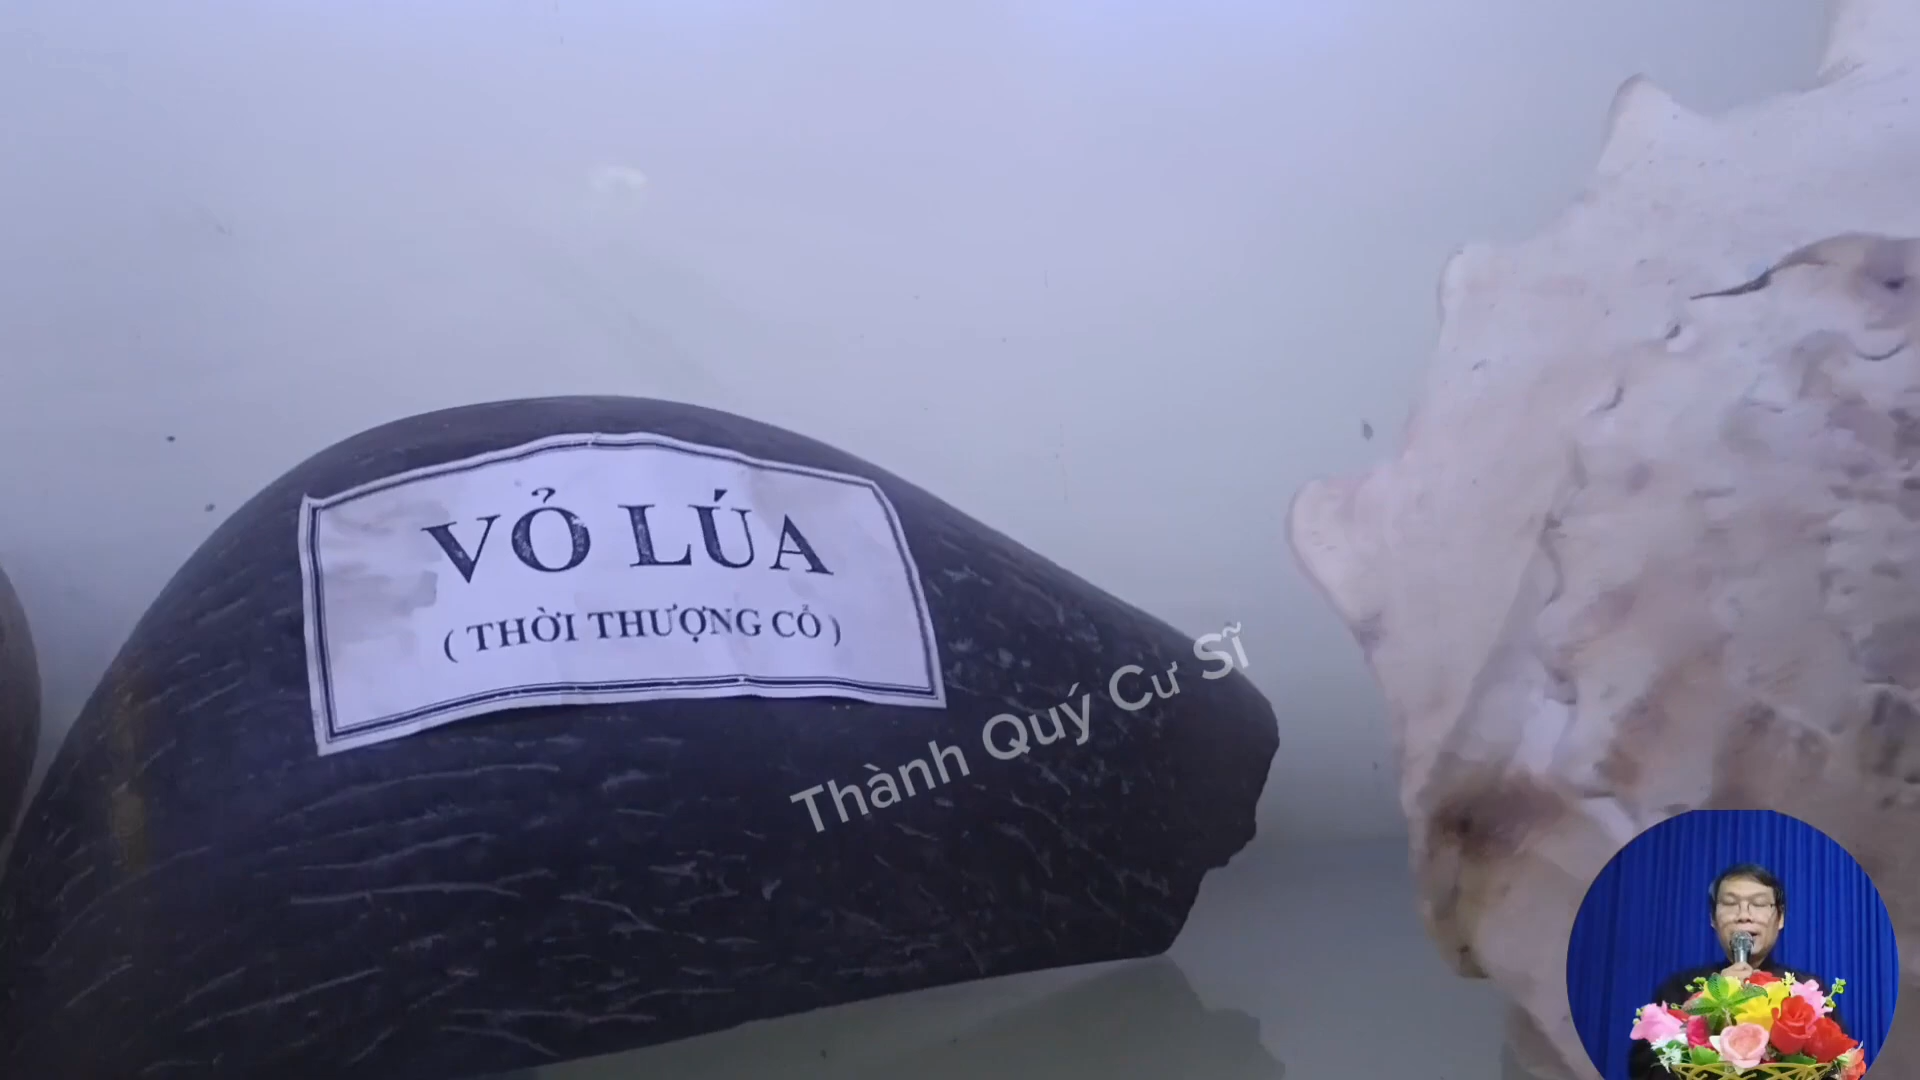 VỎ LÚA
( THỜI THƯỢNG CỔ )
Thành Quý Cư Sĩ